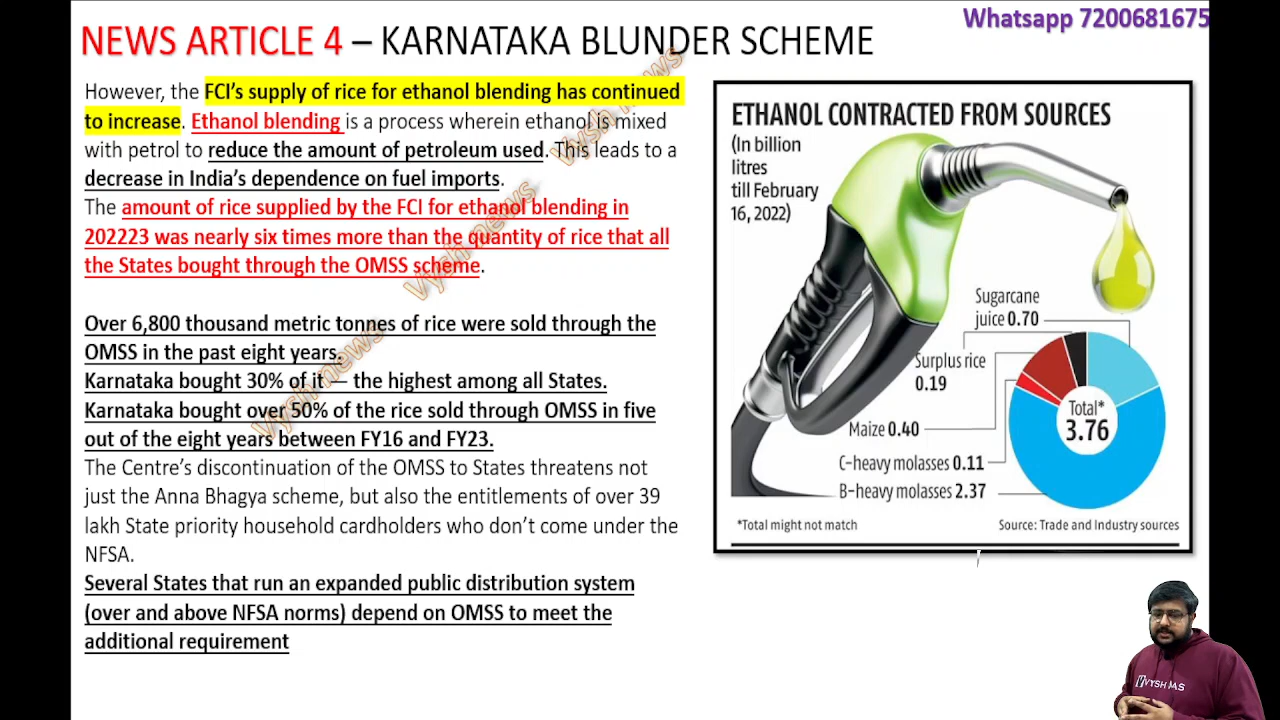 Whatsapp 7200681675
NEWS ARTICLE 4 – KARNATAKA BLUNDER SCHEME
However, the FCI's supply of rice for ethanol blending has continued
to increase. Ethanol blending is a process wherein ethanol is mixed
with petrol to reduce the amount of petroleum used. This leads to a
decrease in India's dependence on fuel imports.
The amount of rice supplied by the FCI for ethanol blending in
202223 was nearly six times more than the quantity of rice that all
the States bought through the OMSS scheme.
Over 6,800 thousand metric tonnes of rice were sold through the
OMSS in the past eight years.
Karnataka bought 30% of it — the highest among all States.
Karnataka bought over 50% of the rice sold through OMSS in five
out of the eight years between FY16 and FY23.
The Centre's discontinuation of the OMSS to States threatens not
just the Anna Bhagya scheme, but also the entitlements of over 39
lakh State priority household cardholders who don't come under the
NFSA.
Several States that run an expanded public distribution system
(over and above NFSA norms) depend on OMSS to meet the
additional requirement
Vysh-news
Vysh-news
Vysh-news
ETHANOL CONTRACTED FROM SOURCES
(In billion
litres
till February
16, 2022)
Sugarcane
juice 0.70
Surplus rice
0.19
Maize 0.40
C-heavy molasses 0.11
B-heavy molasses 2.37
Total*
3.76
*Total might not match
Source: Trade and Industry sources
VYSH IAS